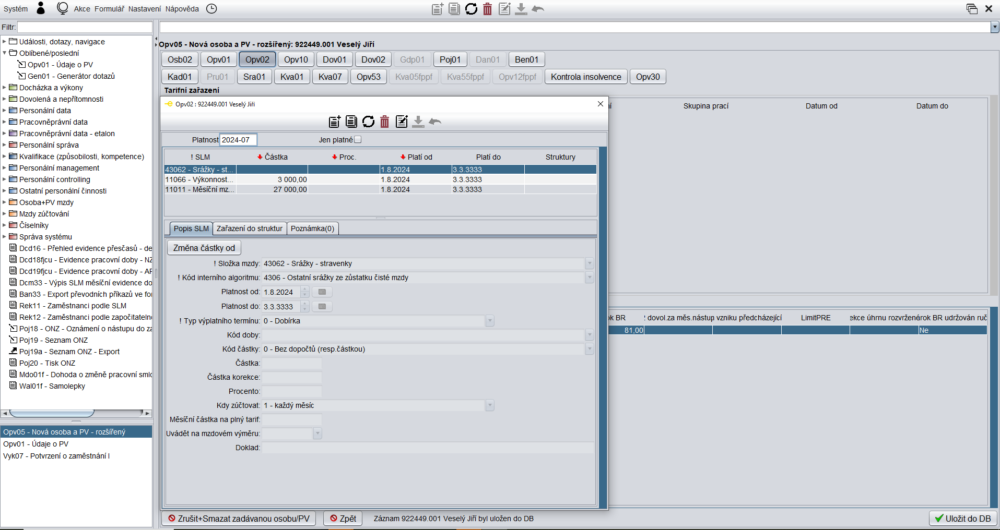 Systém Akce Formulář Nastavení Nápověda
Filtr:
Události, dotazy, navigace
Oblíbené/poslední
Opv01 - Údaje o PV
Gen01 - Generátor dotazů
Docházka a výkony
Dovolená a nepřítomnosti
Personální data
Pracovněprávní data
Pracovněprávní data - etalon
Personální správa
Kvalifikace (způsobilosti, kompetence)
Personální management
Personální controlling
Ostatní personální činnosti
Osoba+PV mzdy
Mzdy zúčtování
Číselníky
Správa systému
Dcd16 - Přehled evidence přesčasů - de
Dcd18fjcu - Evidence pracovní doby - NZ
Dcd19fjcu - Evidence pracovní doby - AF
Dcm33 - Výpis SLM měsíční evidence do
Ban33 - Export převodních příkazů ve for
Rek11 - Zaměstnanci podle SLM
Rek12 - Zaměstnanci podle započitatelne
Poj18 - ONZ - Oznámení o nástupu do za
Poj19 - Seznam ONZ
Poj19a - Seznam ONZ - Export
Poj20 - Tisk ONZ
Mdo01f - Dohoda o změně pracovní smlo
Wal01f - Samolepky
Opv05 - Nová osoba a PV - rozšířený
Opv01 - Údaje o PV
Vyk07 - Potvrzení o zaměstnání I
Opv05 - Nová osoba a PV - rozšířený: 922449.001 Veselý Jiří
Osb02 Opv01 Opv02 Opv10 Dov01 Dov02 Gdp01 Poj01 Dan01 Ben01
Kad01 Pru01 Sra01 Kva01 Kva07 Opv53 Kva05fppf Kva55fppf Opv12fppf Kontrola insolvence Opv30
Tarifní zařazení
Skupina prací Datum od Datum do
Opv02 : 922449.001 Veselý Jiří
Platnost 2024-07 Jen platné
! SLM Částka Proc. Platí od Platí do Struktury
43062 - Srážky - st... 1.8.2024 3.3.3333
11066 - Výkonnost... 3 000,00 1.8.2024 3.3.3333
11011 - Měsíční mz... 27 000,00 1.8.2024 3.3.3333
Popis SLM Zařazení do struktur Poznámka(0)
Změna částky od
! Složka mzdy: 43062 - Srážky - stravenky
! Kód interního algoritmu: 4306 - Ostatní srážky ze zůstatku čisté mzdy
Platnost od: 1.8.2024
Platnost do: 3.3.3333
! Typ výplatního termínu: 0 - Dobírka
Kód doby:
Kód částky: 0 - Bez dopočtů (resp.částkou)
Částka:
Částka korekce:
Procento:
Kdy zúčtovat: 1 - každý měsíc
Měsíční částka na plný tarif:
Uvádět na mzdovém výměru:
Doklad:
ok BR dovol.za měs.nástup vzniku předcházející LimitPRE ekce úhrnu rozvržené rok BR udržován ruč
81,00 Ne
Zrušit+Smazat zadávanou osobu/PV Zpět Záznam 922449.001 Veselý Jiří byl uložen do DB Uložit do DB